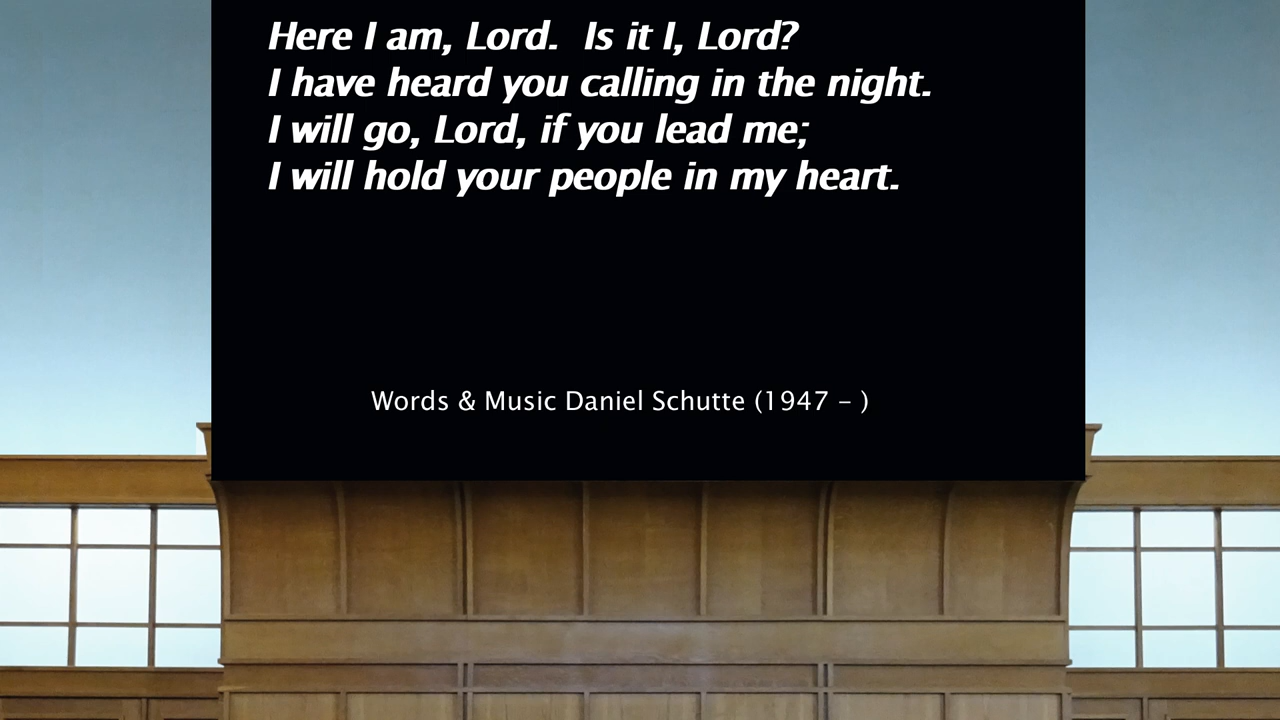 Here I am, Lord.  Is it I, Lord?
I have heard you calling in the night.
I will go, Lord, if you lead me;
I will hold your people in my heart.
Words & Music Daniel Schutte (1947 – )